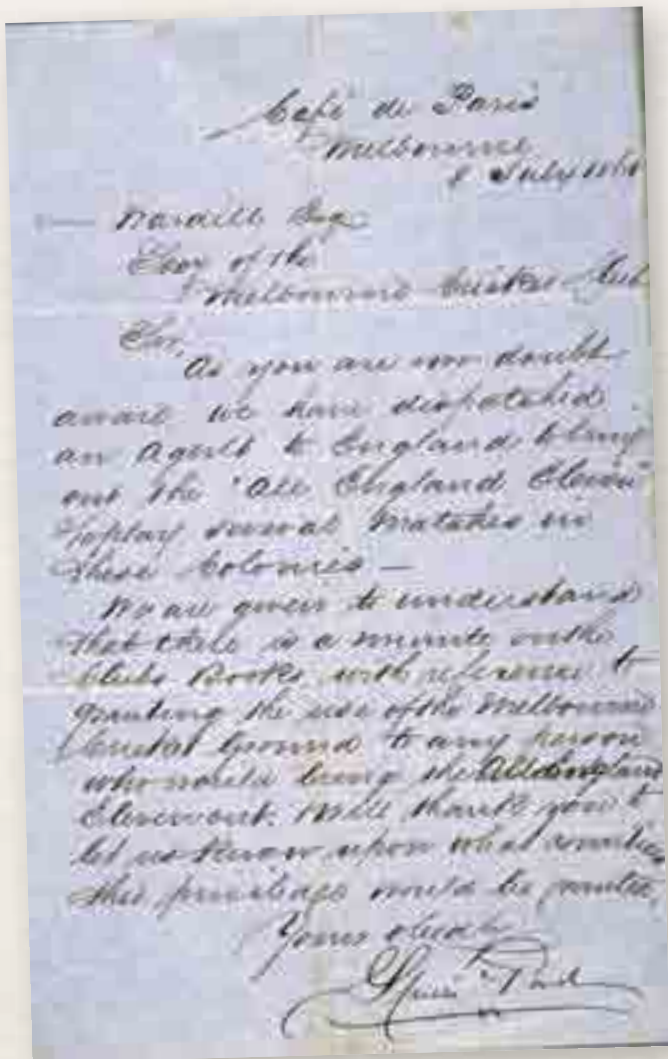 Café de Paris
Melbourne
July 186
Wardill Esq
Secy of the
Melbourne Cricket Club
Sir,
As you are no doubt
aware we have dispatched
an Agent to England to bring
out the "All England Eleven"
to play several Matches in
these Colonies —
We are given to understand
that there is a minute on the
Clubs Books with reference to
granting the use of the Melbourne
Cricket Ground to any person
who would bring the All England
Eleven out. Will thank you to
let us know upon what conditions
this privilege would be granted
Yours
Pond